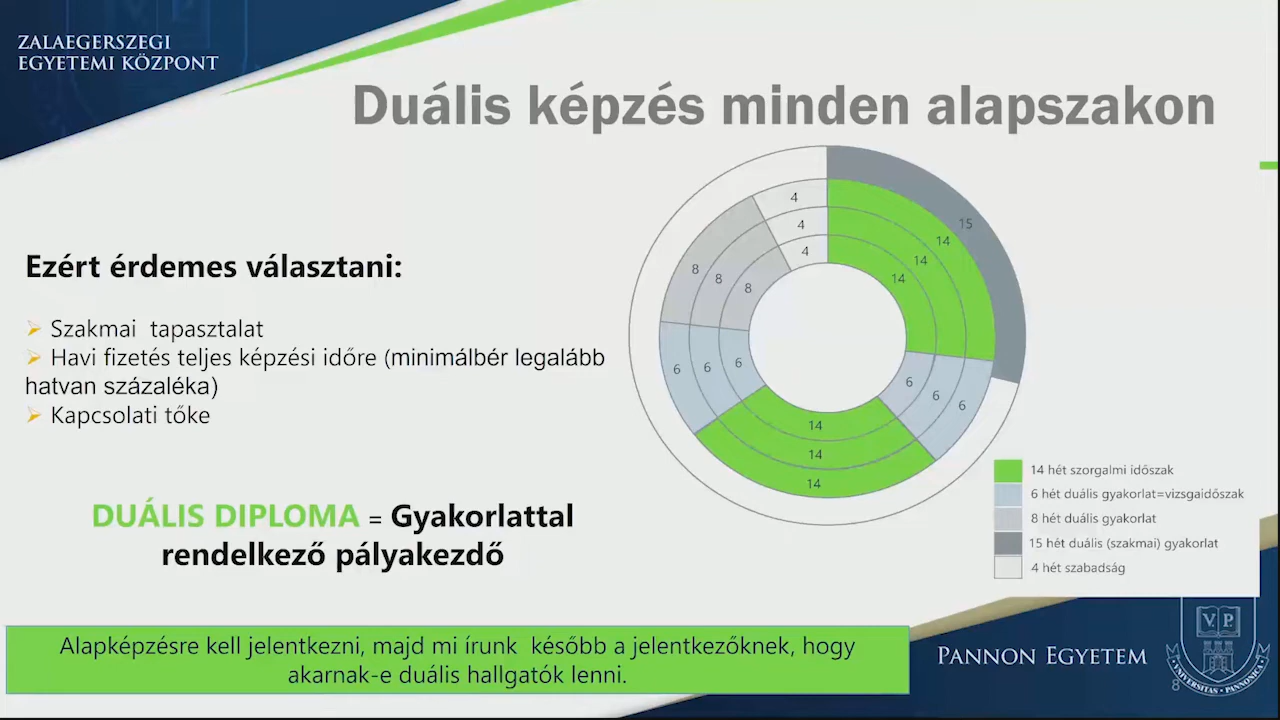 ZALAEGERSZEGI
EGYETEMI KÖZPONT
Duális képzés minden alapszakon
Ezért érdemes választani:
Szakmai tapasztalat
Havi fizetés teljes képzési időre (minimálbér legalább
hatvan százaléka)
Kapcsolati tőke
DUÁLIS DIPLOMA = Gyakorlattal
rendelkező pályakezdő
4
4
4
15
14
14
14
8
8
8
6
6
6
6
6
6
14
14
14
14 hét szorgalmi időszak
6 hét duális gyakorlat=vizsgaidőszak
8 hét duális gyakorlat
15 hét duális (szakmai) gyakorlat
4 hét szabadság
Alapképzésre kell jelentkezni, majd mi írunk később a jelentkezőknek, hogy
akarnak-e duális hallgatók lenni.
PANNON EGYETEM
VP
UNIVERSITAS · PANNONICA
8